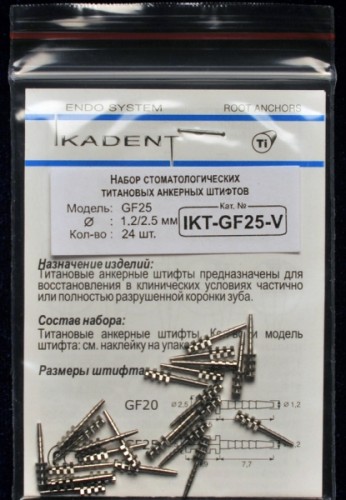 ENDO SYSTEM ROOT ANCHORS
IKADENT Ti
НАБОР СТОМАТОЛОГИЧЕСКИХ
ТИТАНОВЫХ АНКЕРНЫХ ШТИФТОВ
Модель: GF25 Кат. №
Ø : 1.2/2.5 мм IKT-GF25-V
Кол-во : 24 шт.
Назначение изделий:
Титановые анкерные штифты предназначены для
восстановления в клинических условиях частично
или полностью разрушенной коронки зуба.
Состав набора:
Титановые анкерные штифты. модель
штифта: см. наклейку на
Размеры штифта
GF20 Ø 2,5 Ø 1,2
7,7